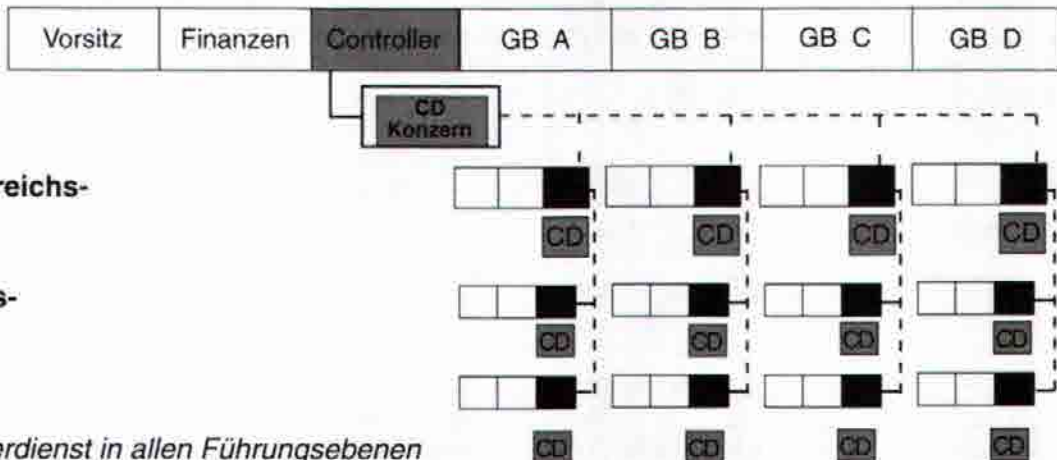 Vorsitz Finanzen Controller GB A GB B GB C GB D
CD
Konzern
reichs-
CD CD CD CD
s-
CD CD CD CD
erdienst in allen Führungsebenen
CD CD CD CD